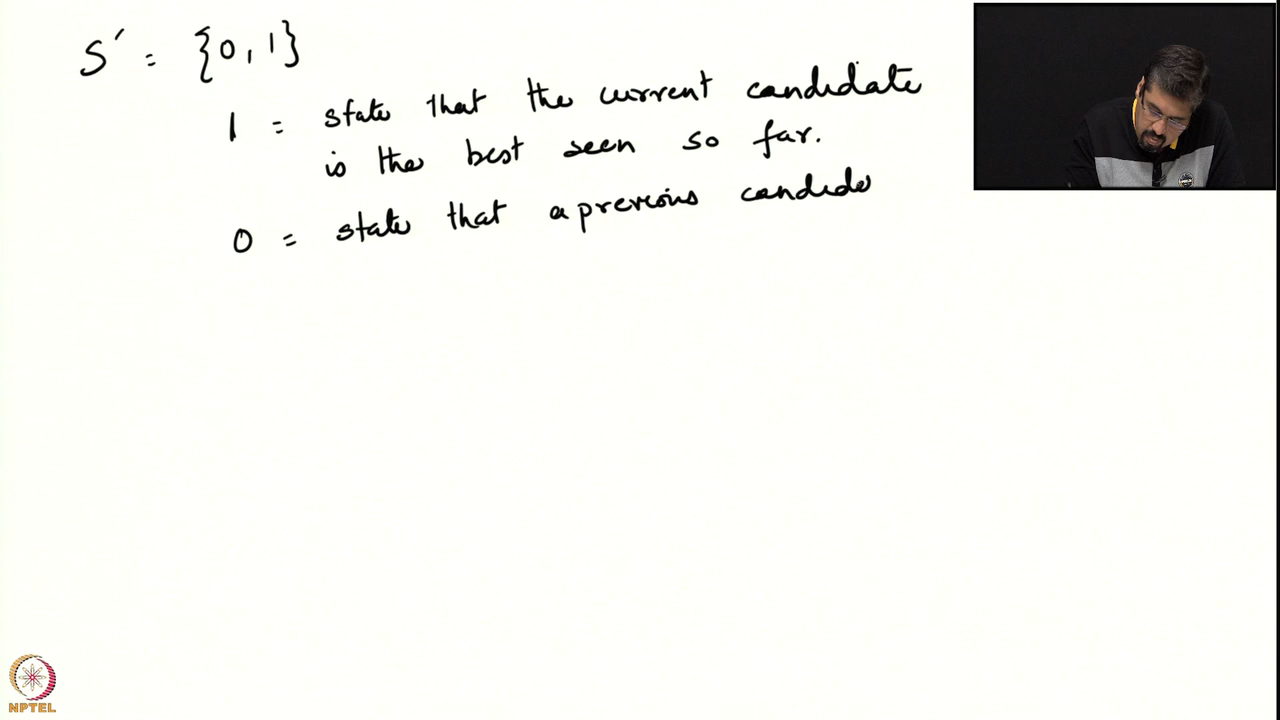 S' = {0, 1}
1 = state that the current candidate
is the best seen so far.
0 = state that a previous candida
NPTEL